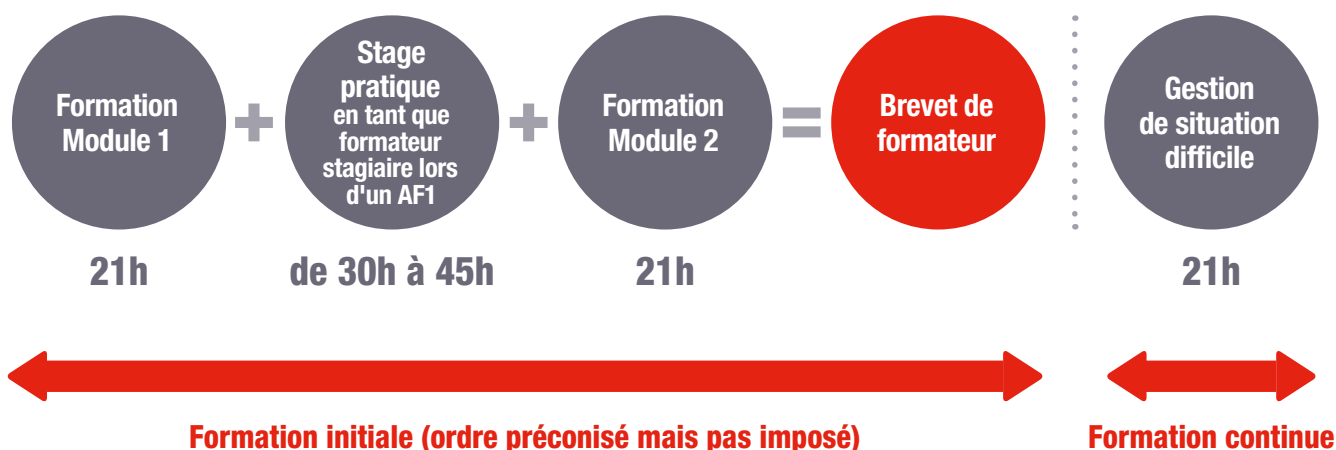 Formation
Module 1
+
Stage
pratique
en tant que
formateur
stagiaire lors
d'un AF1
+
Formation
Module 2
=
Brevet de
formateur
Gestion
de situation
difficile
21h
de 30h à 45h
21h
21h
Formation initiale (ordre préconisé mais pas imposé)
Formation continue